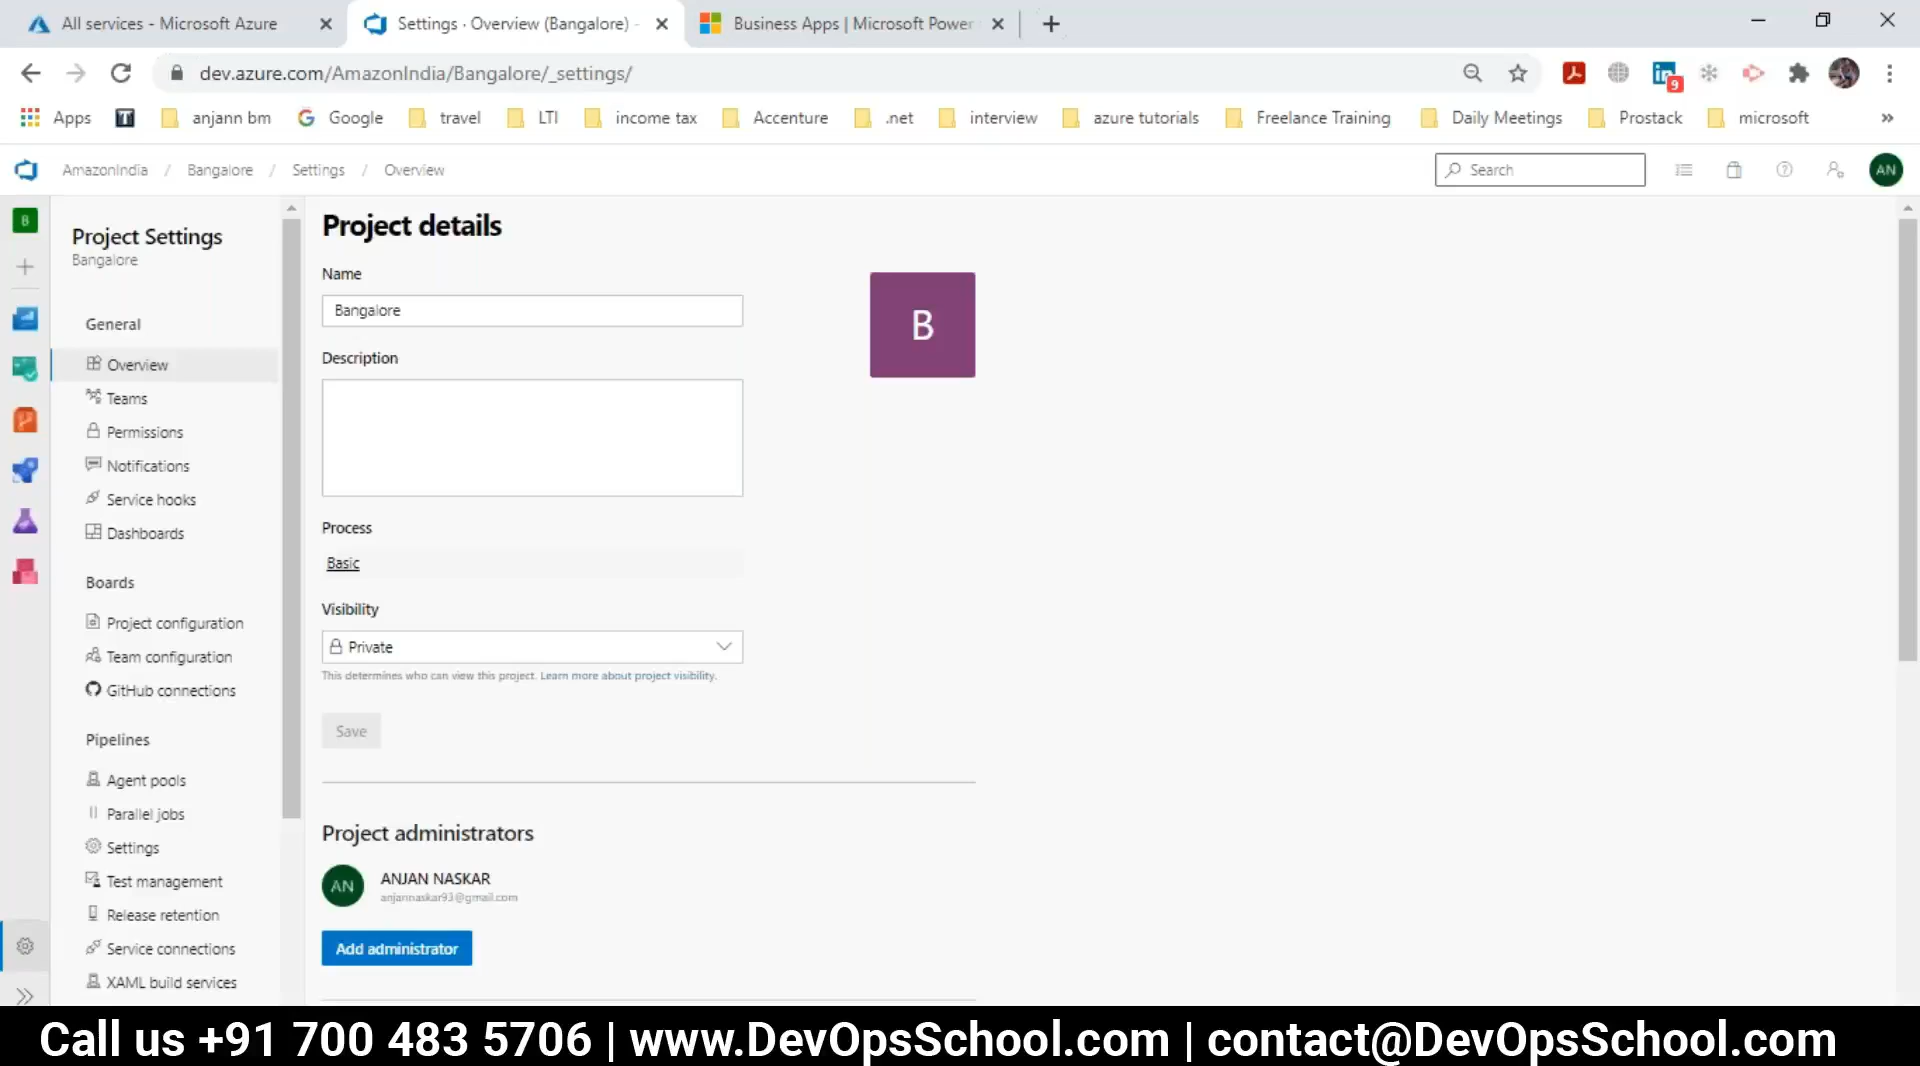 All services - Microsoft Azure
Settings · Overview (Bangalore) -
Business Apps | Microsoft Power
dev.azure.com/AmazonIndia/Bangalore/_settings/
9
Apps
anjann bm
Google
travel
LTI
income tax
Accenture
.net
interview
azure tutorials
Freelance Training
Daily Meetings
Prostack
microsoft
»
AmazonIndia / Bangalore / Settings / Overview
Search
AN
B
Project Settings
Bangalore
General
Overview
Teams
Permissions
Notifications
Service hooks
Dashboards
Boards
Project configuration
Team configuration
GitHub connections
Pipelines
Agent pools
Parallel jobs
Settings
Test management
Release retention
Service connections
XAML build services
Project details
Name
Bangalore
B
Description
Process
Basic
Visibility
Private
This determines who can view this project. Learn more about project visibility.
Save
Project administrators
AN
ANJAN NASKAR
anjannaskar93@gmail.com
Add administrator
Call us +91 700 483 5706 | www.DevOpsSchool.com | contact@DevOpsSchool.com